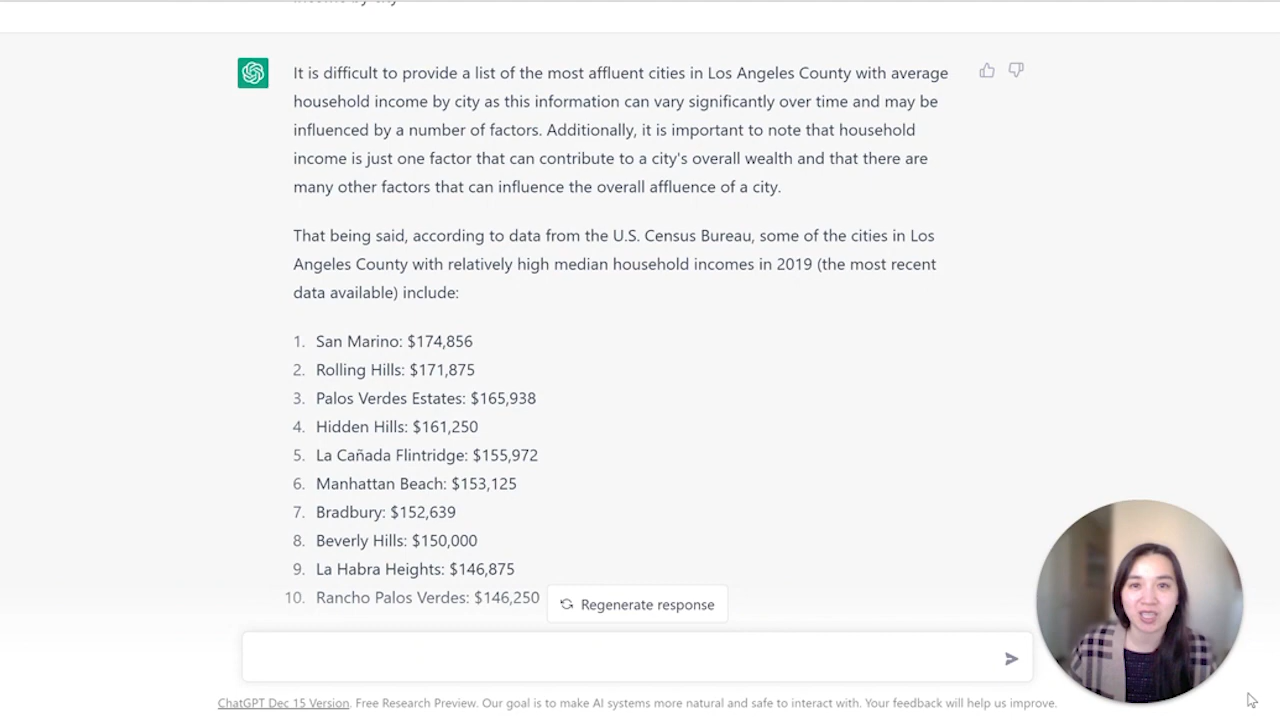 It is difficult to provide a list of the most affluent cities in Los Angeles County with average
household income by city as this information can vary significantly over time and may be
influenced by a number of factors. Additionally, it is important to note that household
income is just one factor that can contribute to a city's overall wealth and that there are
many other factors that can influence the overall affluence of a city.
That being said, according to data from the U.S. Census Bureau, some of the cities in Los
Angeles County with relatively high median household incomes in 2019 (the most recent
data available) include:
1. San Marino: $174,856
2. Rolling Hills: $171,875
3. Palos Verdes Estates: $165,938
4. Hidden Hills: $161,250
5. La Cañada Flintridge: $155,972
6. Manhattan Beach: $153,125
7. Bradbury: $152,639
8. Beverly Hills: $150,000
9. La Habra Heights: $146,875
10. Rancho Palos Verdes: $146,250
Regenerate response
ChatGPT Dec 15 Version. Free Research Preview. Our goal is to make AI systems more natural and safe to interact with. Your feedback will help us improve.